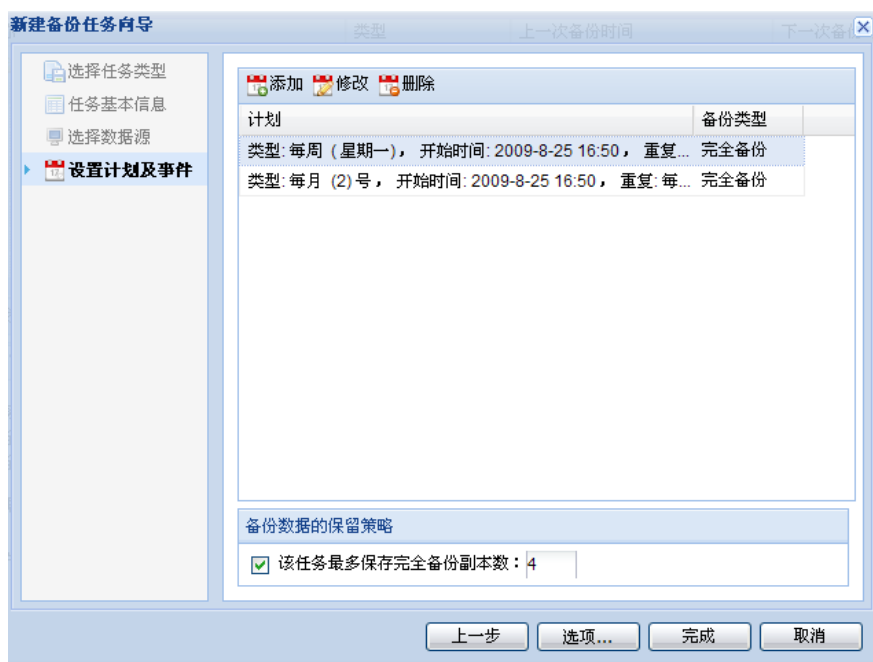 新建备份任务向导
类型 上一次备份时间 下一次备份
选择任务类型
任务基本信息
选择数据源
设置计划及事件
添加 修改 删除
计划 备份类型
类型: 每周 (星期一)， 开始时间: 2009-8-25 16:50， 重复... 完全备份
类型: 每月 (2) 号， 开始时间: 2009-8-25 16:50， 重复: 每... 完全备份
备份数据的保留策略
该任务最多保存完全备份副本数：4
上一步 选项... 完成 取消